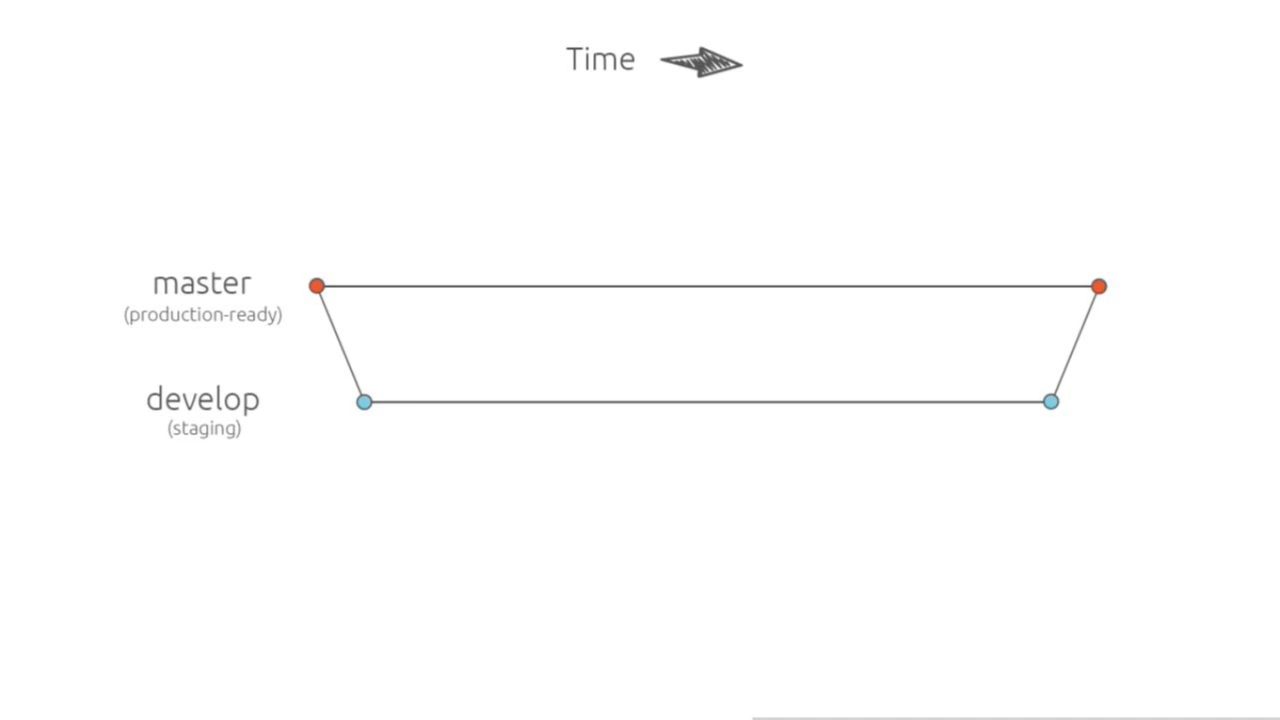 Time
master
(production-ready)
develop
(staging)